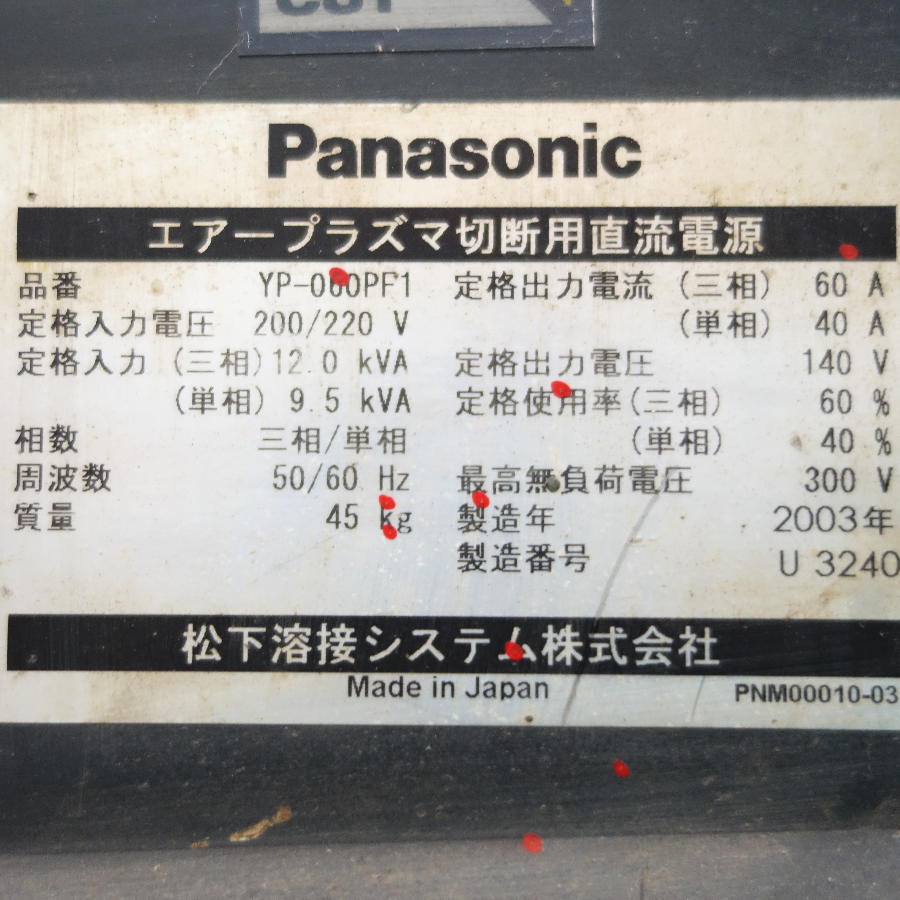 CUT
Panasonic
エアープラズマ切断用直流電源
品番 YP-060PF1
定格入力電圧 200/220 V
定格入力 (三相) 12.0 kVA
(単相) 9.5 kVA
相数 三相/単相
周波数 50/60 Hz
質量 45 kg
定格出力電流 (三相) 60 A
(単相) 40 A
定格出力電圧 140 V
定格使用率 (三相) 60 %
(単相) 40 %
最高無負荷電圧 300 V
製造年 2003年
製造番号 U 3240
松下溶接システム株式会社
Made in Japan
PNM00010-03